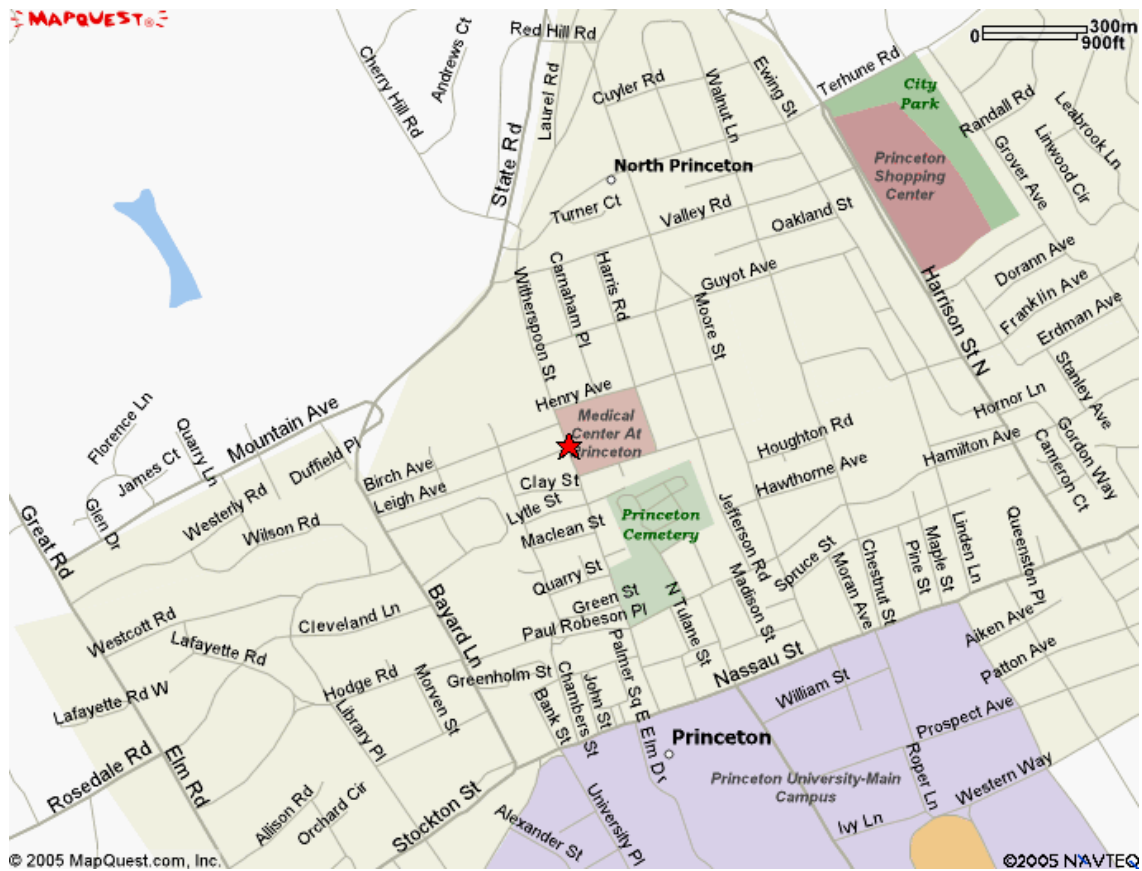 MAPQUEST®
0 300m
900ft
Red Hill Rd
Andrews Ct
Cherry Hill Rd
Laurel Rd
State Rd
Cuyler Rd
Walnut Ln
Ewing St
Terhune Rd
City
Park
Randall Rd
Leabrook Ln
Linwood Cir
Grover Ave
Princeton
Shopping
Center
North Princeton
Turner Ct
Valley Rd
Oakland St
Guyot Ave
Witherspoon St
Carnaham Pl
Harris Rd
Moore St
Harrison St N
Dorann Ave
Franklin Ave
Erdman Ave
Stanley Ave
Henry Ave
Medical
Center At
Princeton
Florence Ln
Quarry Ln
Mountain Ave
James Ct
Duffield Pl
Glen Dr
Westerly Rd
Wilson Rd
Birch Ave
Leigh Ave
Clay St
Lytle St
Maclean St
Quarry St
Green St
Paul Robeson Pl
Princeton
Cemetery
Houghton Rd
Hawthorne Ave
Hamilton Ave
Hornor Ln
Cameron Ct
Gordon Way
Jefferson Rd
Spruce St
Madison St
Moran Ave
Chestnut St
Pine St
Maple St
Linden Ln
Queenston Pl
Great Rd
Westcott Rd
Lafayette Rd
Cleveland Ln
Bayard Ln
Lafayette Rd W
Hodge Rd
Morven St
Library Pl
Greenholm St
Bank St
Chambers St
John St
Palmer Sq E
N Tulane St
Nassau St
Elm Dr
William St
Aiken Ave
Patton Ave
Prospect Ave
Roper Ln
Western Way
Ivy Ln
Princeton
Princeton University-Main
Campus
Rosedale Rd
Elm Rd
Allison Rd
Orchard Cir
Stockton St
Alexander St
University Pl
© 2005 MapQuest.com, Inc.
©2005 NAVTEQ